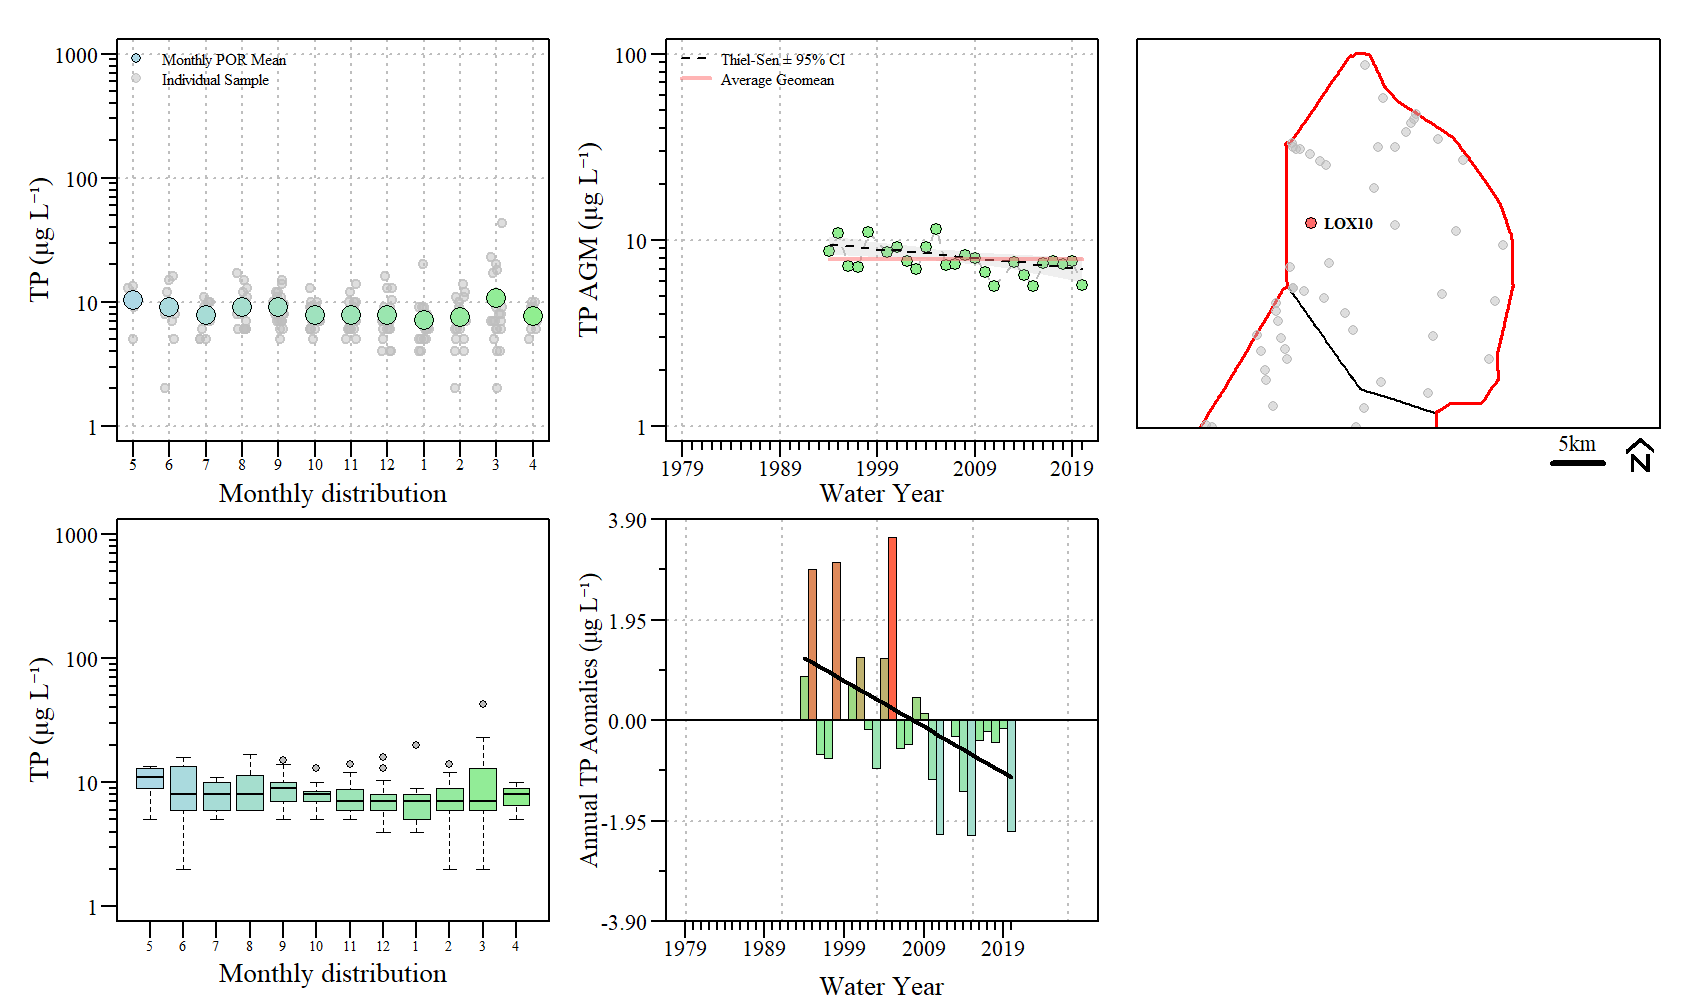 1000
100
10
1
TP (µg L⁻¹)
Monthly POR Mean
Individual Sample
5 6 7 8 9 10 11 12 1 2 3 4
Monthly distribution
100
10
1
TP AGM (µg L⁻¹)
Thiel-Sen ± 95% CI
Average Geomean
1979 1989 1999 2009 2019
Water Year
LOX10
5km
N
1000
100
10
1
TP (µg L⁻¹)
5 6 7 8 9 10 11 12 1 2 3 4
Monthly distribution
3.90
1.95
0.00
-1.95
-3.90
Annual TP Aomalies (µg L⁻¹)
1979 1989 1999 2009 2019
Water Year